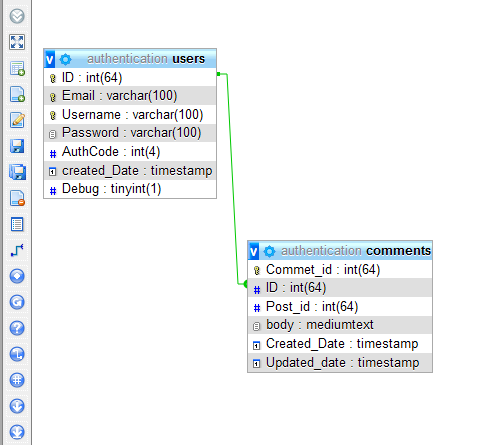 v authentication users
ID : int(64)
Email : varchar(100)
Username : varchar(100)
Password : varchar(100)
# AuthCode : int(4)
created_Date : timestamp
# Debug : tinyint(1)
v authentication comments
Commet_id : int(64)
# ID : int(64)
# Post_id : int(64)
body : mediumtext
Created_Date : timestamp
Updated_date : timestamp